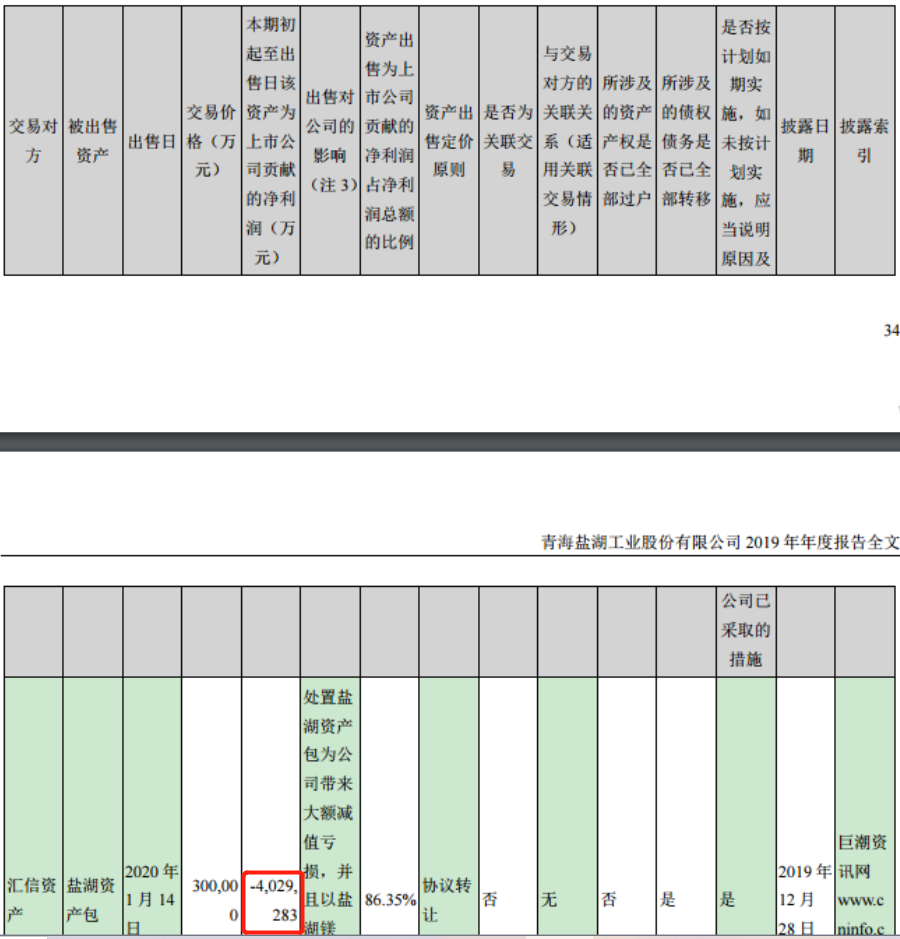 交易对方
被出售资产
出售日
交易价格（万元）
本期初起至出售日该资产为上市公司贡献的净利润（万元）
出售对公司的影响（注 3）
资产出售为上市公司贡献的净利润占净利润总额的比例
资产出售定价原则
是否为关联交易
与交易对方的关联关系（适用关联交易情形）
所涉及的资产产权是否已全部过户
所涉及的债权债务是否已全部转移
是否按计划如期实施，如未按计划实施，应当说明原因及
披露日期
披露索引
34
青海盐湖工业股份有限公司 2019 年年度报告全文
公司已采取的措施
汇信资产
盐湖资产包
2020 年 1 月 14 日
300,000
-4,029,283
处置盐湖资产包为公司带来大额减值亏损，并且以盐湖镁
86.35%
协议转让
否
无
否
是
是
2019 年 12 月 28 日
巨潮资讯网 www.cninfo.c